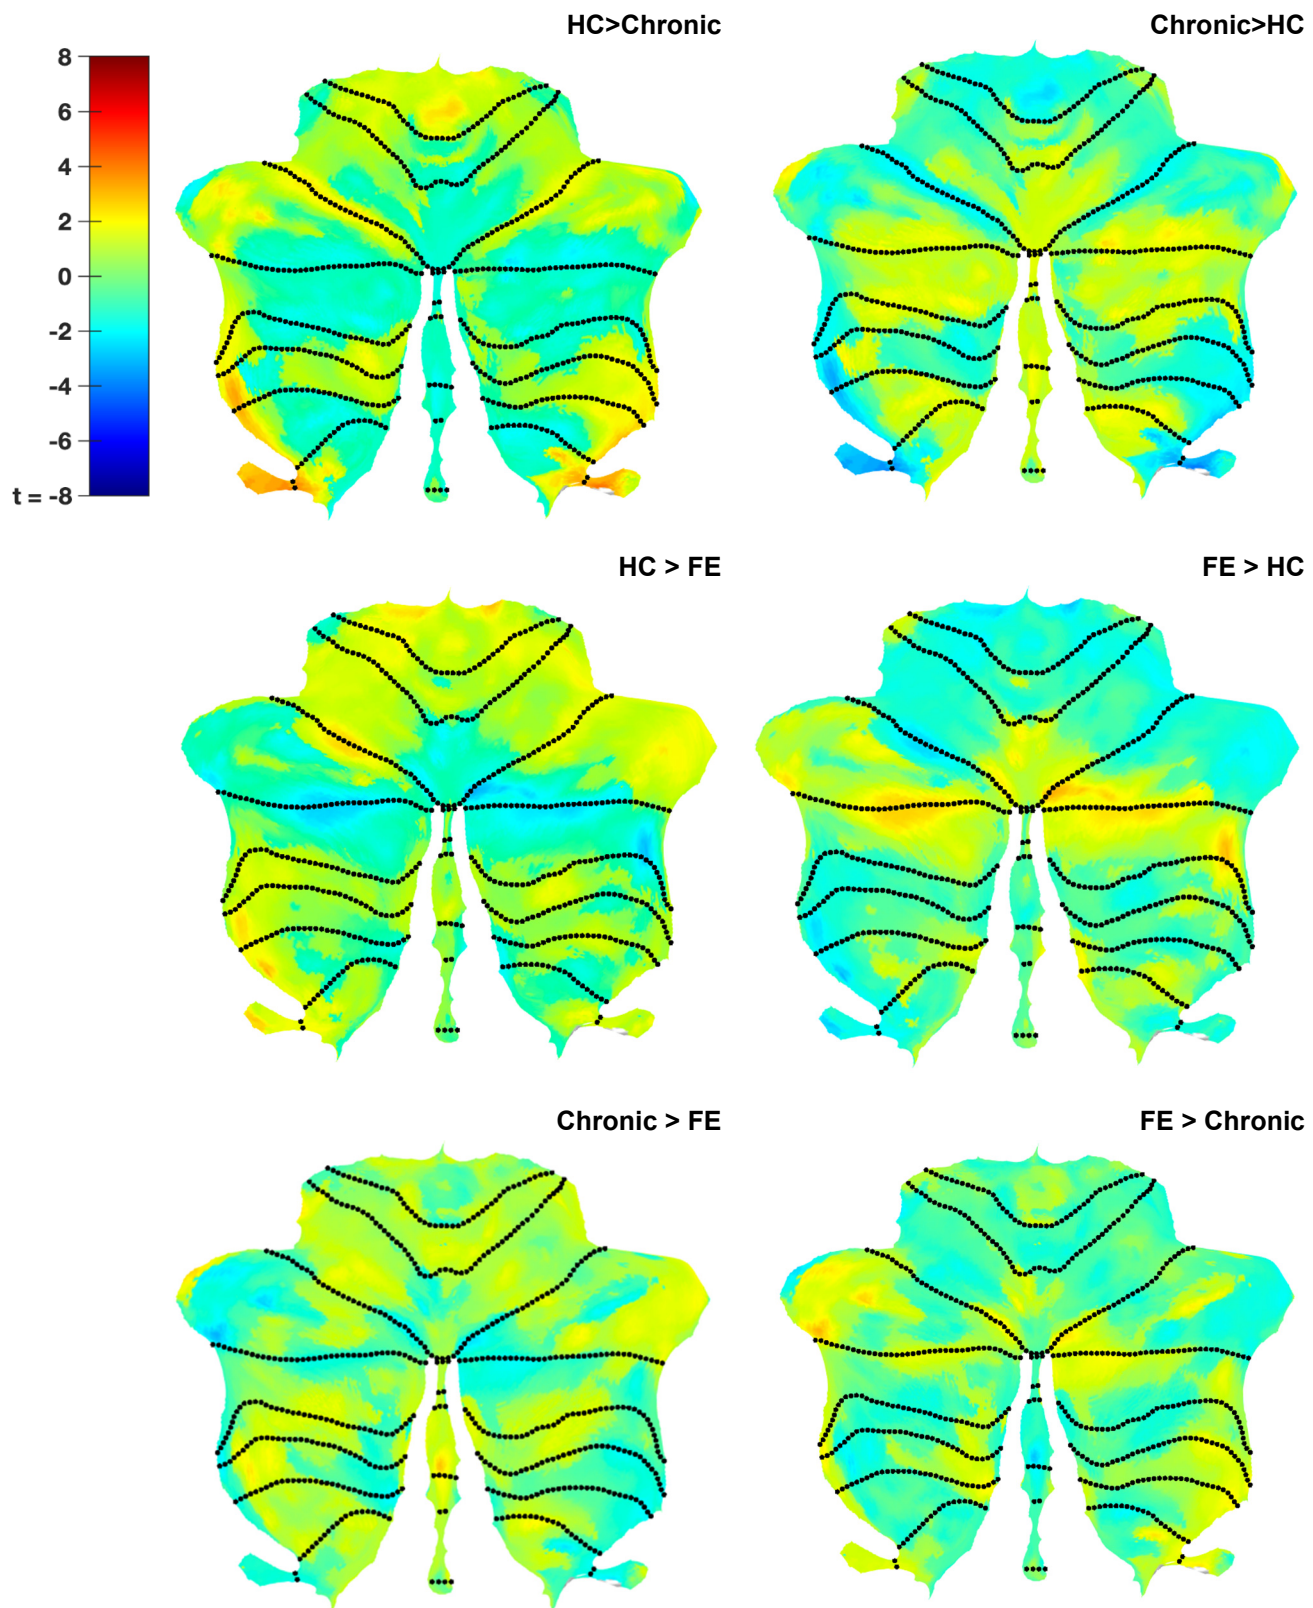 HC>Chronic
Chronic>HC
8
6
4
2
0
-2
-4
-6
t = -8
HC > FE
FE > HC
Chronic > FE
FE > Chronic